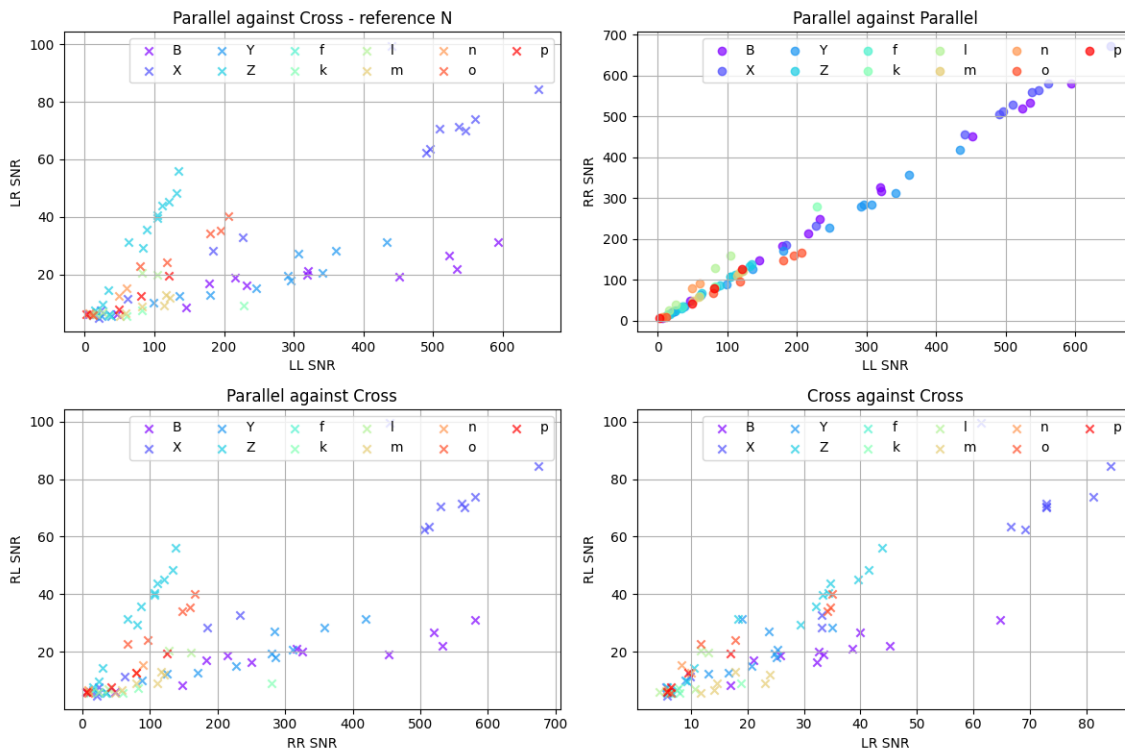 Parallel against Cross - reference N
B Y f l n p
X Z k m o
LR SNR
100
80
60
40
20
0 100 200 300 400 500 600
LL SNR
Parallel against Parallel
B Y f l n p
X Z k m o
RR SNR
700
600
500
400
300
200
100
0
0 100 200 300 400 500 600
LL SNR
Parallel against Cross
B Y f l n p
X Z k m o
RL SNR
100
80
60
40
20
0 100 200 300 400 500 600 700
RR SNR
Cross against Cross
B Y f l n p
X Z k m o
RL SNR
100
80
60
40
20
10 20 30 40 50 60 70 80
LR SNR